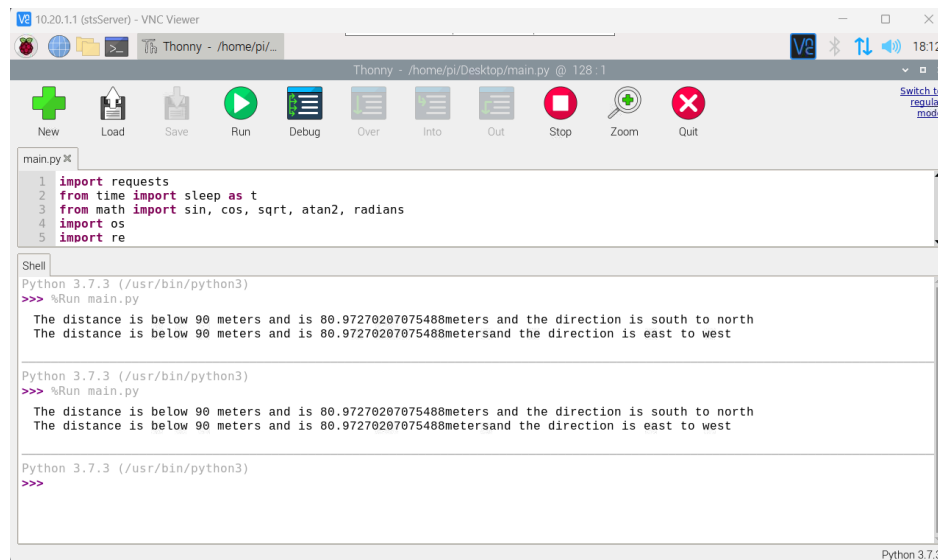 10.20.1.1 (stsServer) - VNC Viewer
Thonny - /home/pi/...
18:12
Thonny - /home/pi/Desktop/main.py @ 128 : 1
New Load Save Run Debug Over Into Out Stop Zoom Quit
Switch t
regula
mod
main.py
1 import requests
2 from time import sleep as t
3 from math import sin, cos, sqrt, atan2, radians
4 import os
5 import re
Shell
Python 3.7.3 (/usr/bin/python3)
>>> %Run main.py
The distance is below 90 meters and is 80.97270207075488meters and the direction is south to north
The distance is below 90 meters and is 80.97270207075488metersand the direction is east to west
Python 3.7.3 (/usr/bin/python3)
>>> %Run main.py
The distance is below 90 meters and is 80.97270207075488meters and the direction is south to north
The distance is below 90 meters and is 80.97270207075488metersand the direction is east to west
Python 3.7.3 (/usr/bin/python3)
>>>
Python 3.7.3